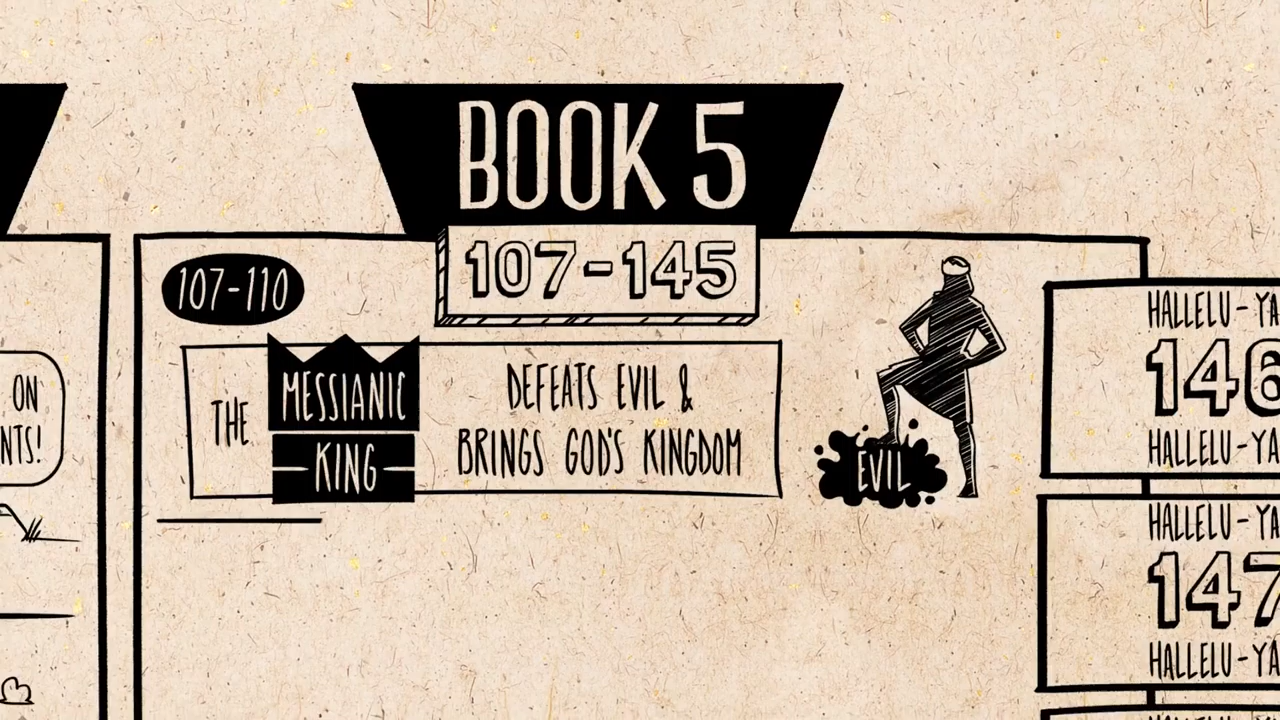 ON
NTS!
BOOK 5
107-145
107-110
THE MESSIANIC KING
DEFEATS EVIL &
BRINGS GOD'S KINGDOM
EVIL
HALLELU-YA
146
HALLELU-YA
HALLELU-YA
147
HALLELU-YA